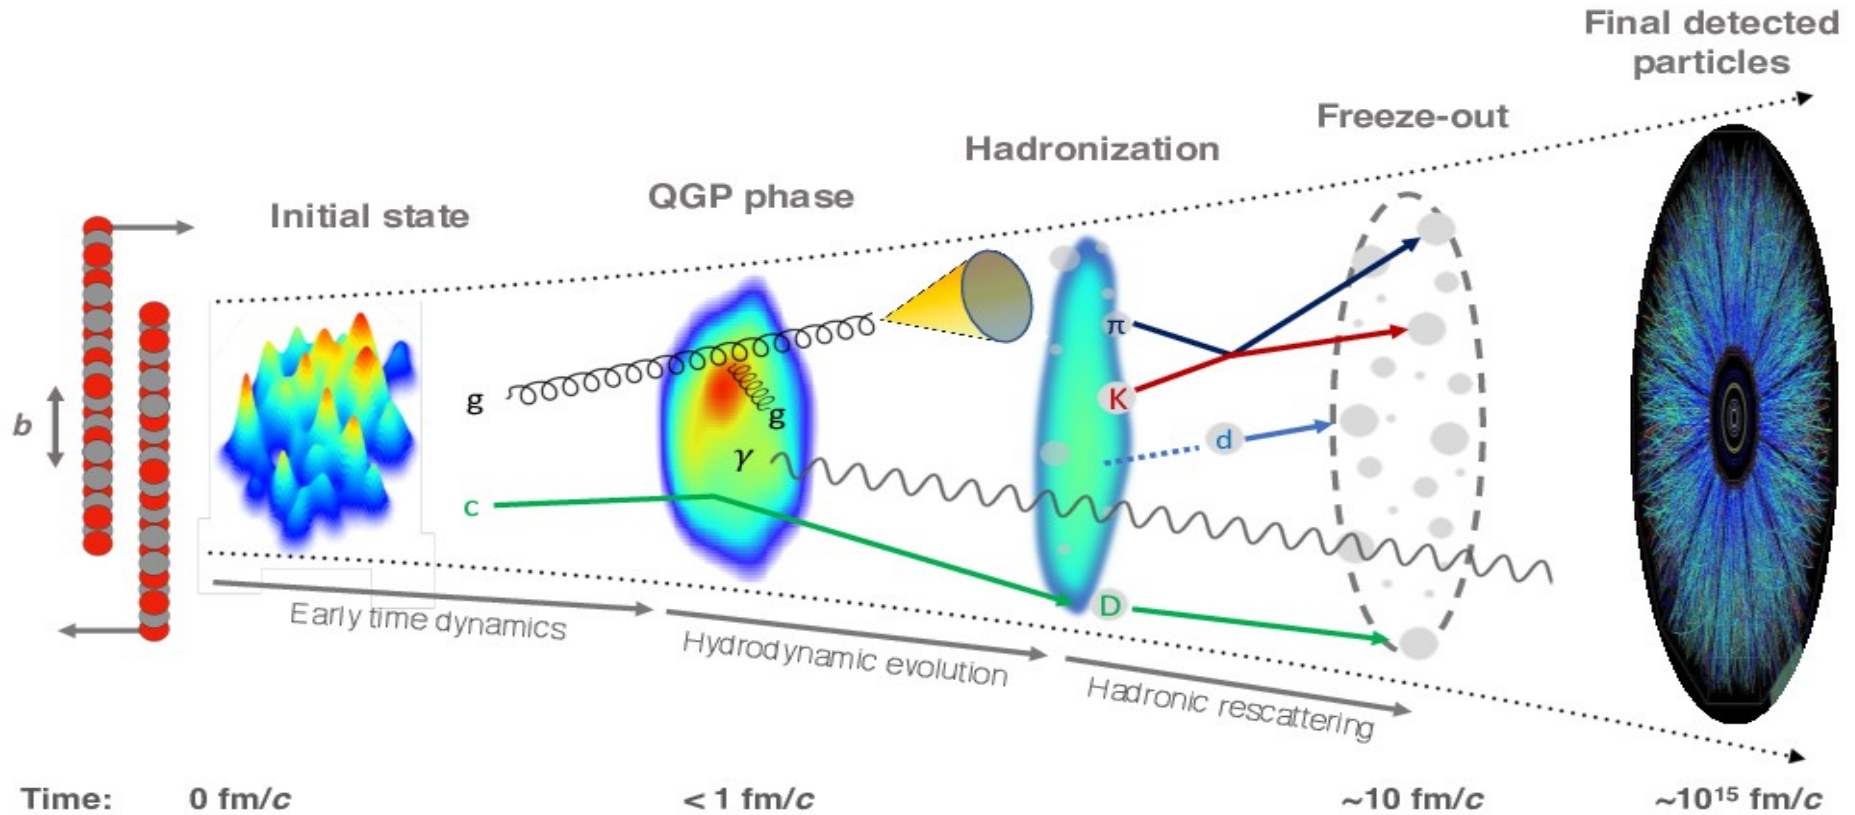 Final detected
particles
Freeze-out
Hadronization
QGP phase
Initial state
b
g
g
γ
c
π
K
d
D
Early time dynamics
Hydrodynamic evolution
Hadronic rescattering
Time: 0 fm/c < 1 fm/c ~10 fm/c ~10¹⁵ fm/c